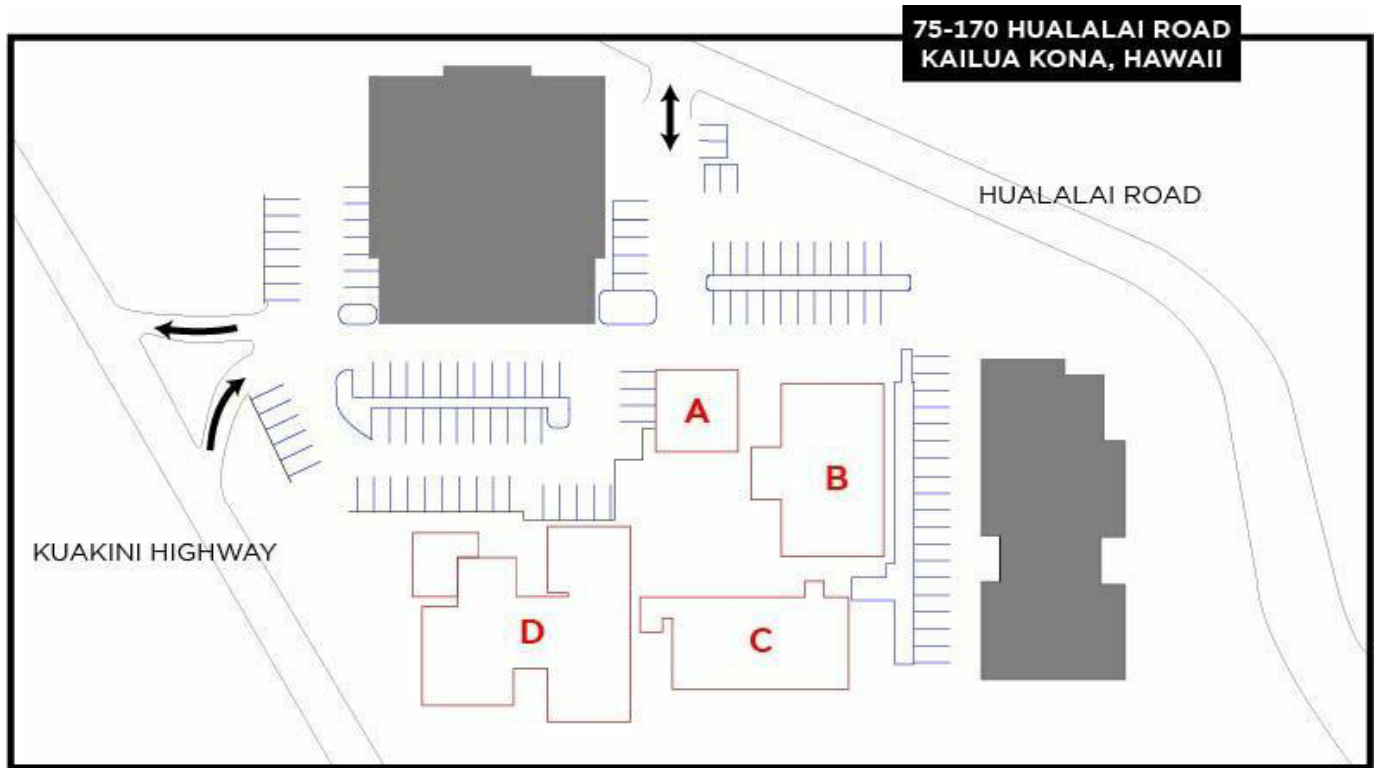 75-170 HUALALAI ROAD
KAILUA KONA, HAWAII
HUALALAI ROAD
A
B
KUAKINI HIGHWAY
D
C